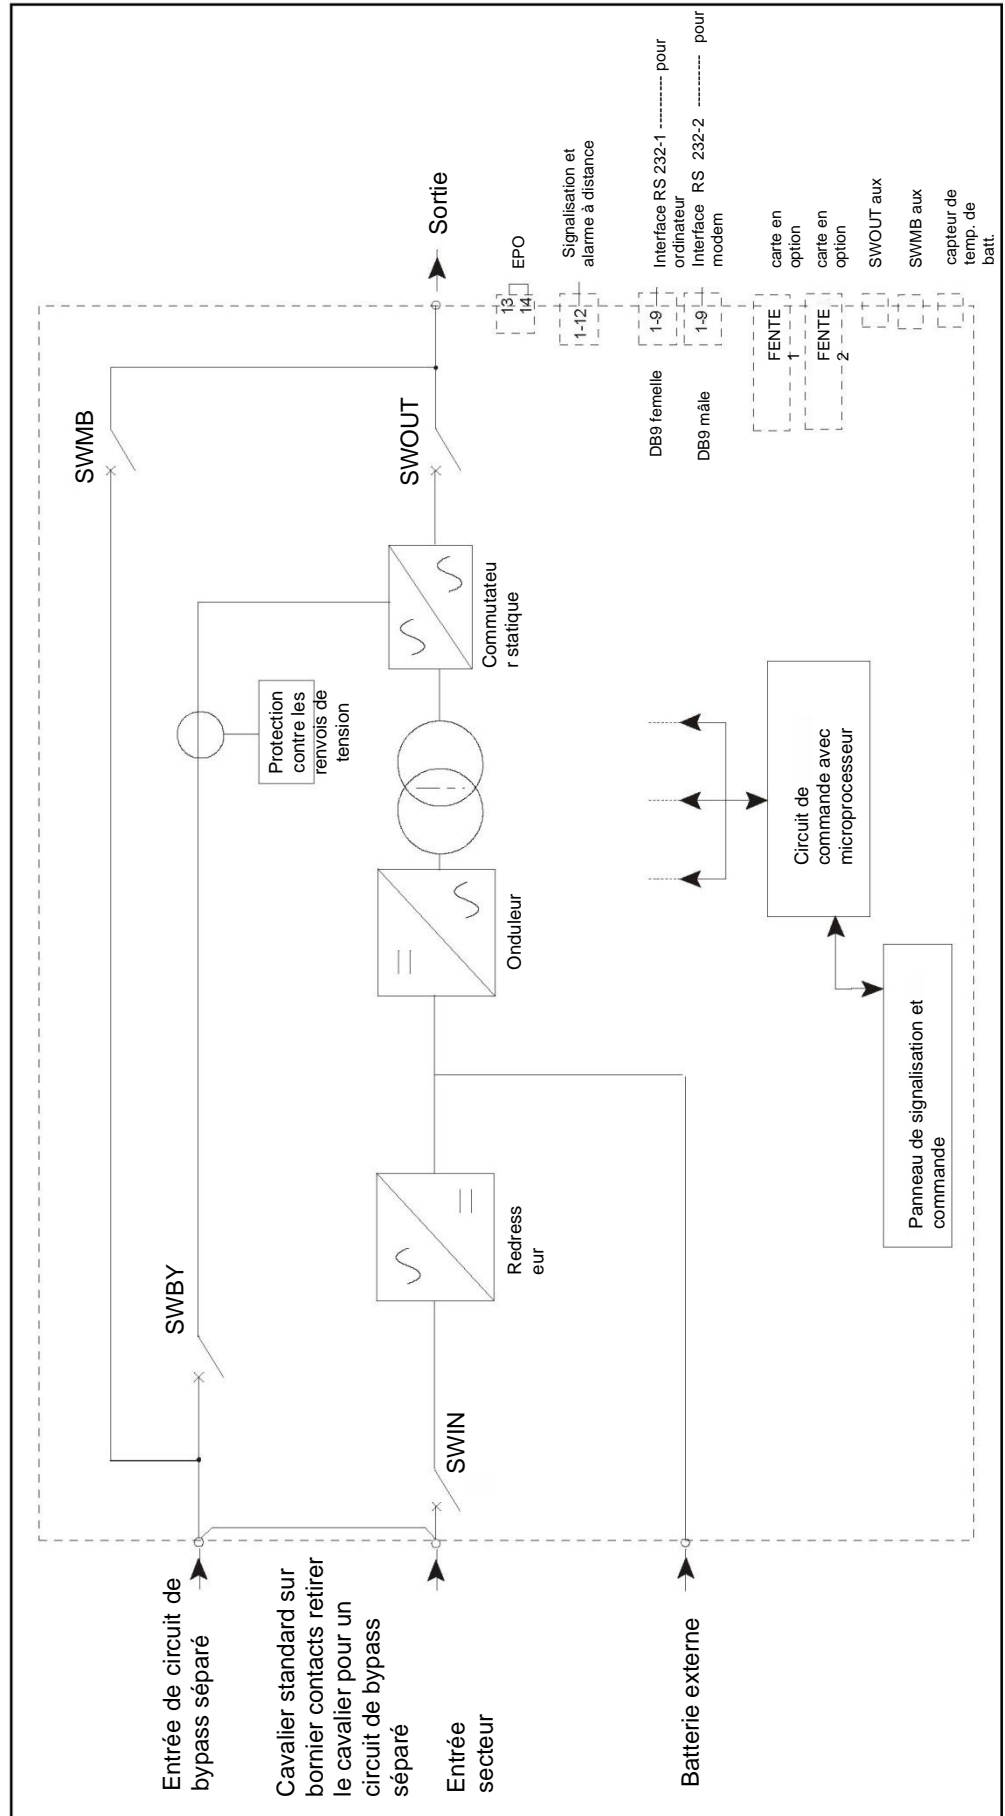 Entrée de circuit de
bypass séparé
Cavalier standard sur
bornier contacts retirer
le cavalier pour un
circuit de bypass
séparé
Entrée
secteur
Batterie externe
SWBY
SWIN
Redress
eur
Onduleur
Protection
contre les
renvois de
tension
Commutateu
r statique
SWMB
SWOUT
Sortie
Panneau de signalisation et
commande
Circuit de
commande avec
microprocesseur
13
14
EPO
1-12
Signalisation et
alarme à distance
DB9 femelle
1-9
Interface RS 232-1 ---------- pour
ordinateur
DB9 mâle
1-9
Interface RS 232-2 ---------- pour
modem
FENTE
1
carte en
option
FENTE
2
carte en
option
SWOUT aux
SWMB aux
capteur de
temp. de
batt.